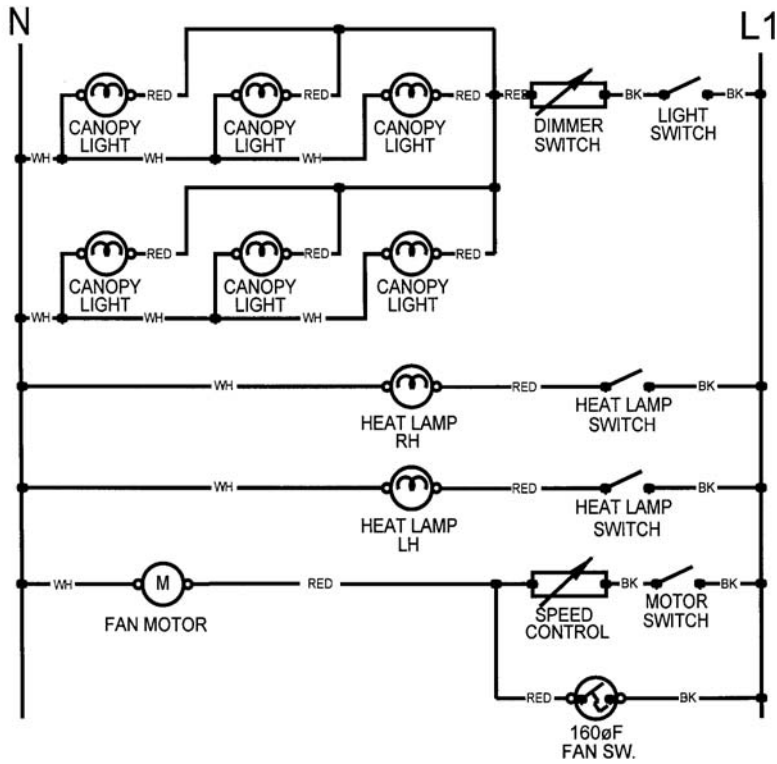 N
L1
RED
RED
RED
RED
BK
BK
CANOPY
LIGHT
CANOPY
LIGHT
CANOPY
LIGHT
DIMMER
SWITCH
LIGHT
SWITCH
WH
WH
WH
RED
RED
RED
CANOPY
LIGHT
CANOPY
LIGHT
CANOPY
LIGHT
WH
WH
WH
WH
RED
BK
HEAT LAMP
RH
HEAT LAMP
SWITCH
WH
RED
BK
HEAT LAMP
LH
HEAT LAMP
SWITCH
WH
M
RED
BK
BK
FAN MOTOR
SPEED
CONTROL
MOTOR
SWITCH
RED
BK
160øF
FAN SW.